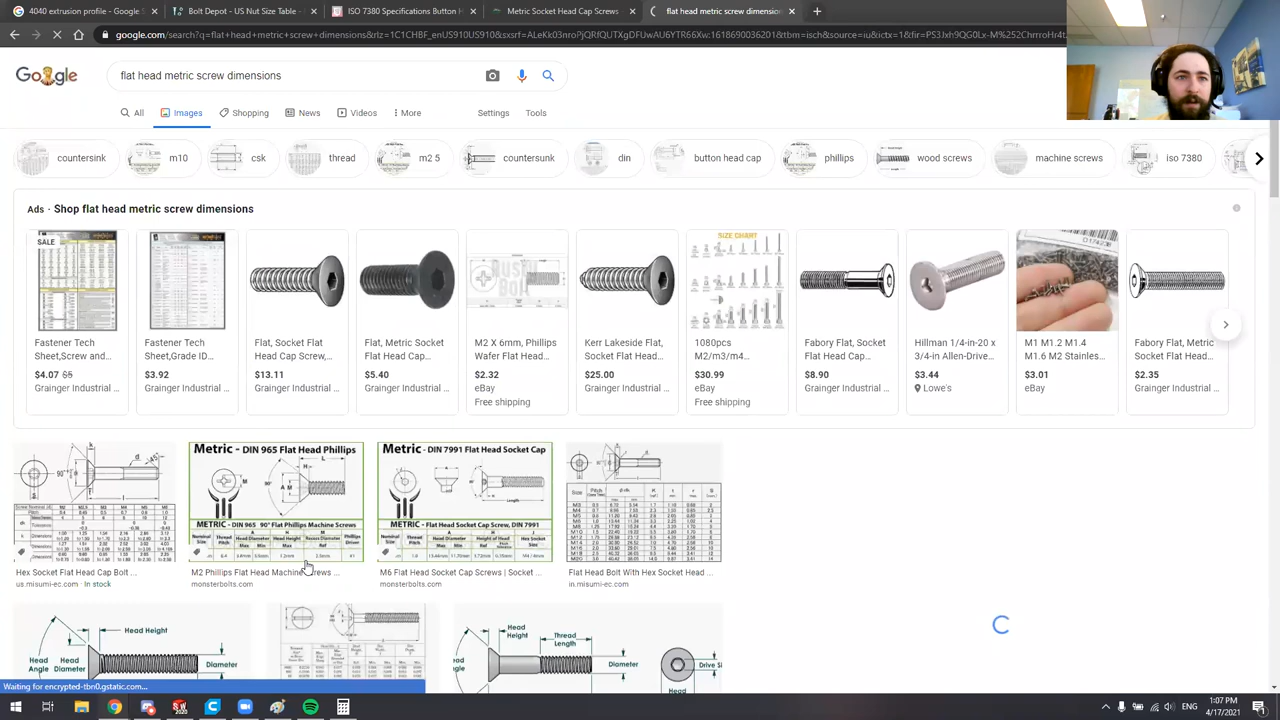 4040 extrusion profile - Google
Bolt Depot - US Nut Size Table -
ISO 7380 Specifications Button H
Metric Socket Head Cap Screws
flat head metric screw dimension
google.com/search?q=flat+head+metric+screw+dimensions&rlz=1C1CHBF_enUS910US910&sxsrf=
Google
flat head metric screw dimensions
All
Images
Shopping
News
Videos
More
Settings
Tools
countersink
m10
csk
thread
m2 5
countersunk
din
button head cap
phillips
wood screws
machine screws
iso 7380
Ads · Shop flat head metric screw dimensions
SALE
SIZE CHART
Fastener Tech
Sheet,Screw and...
$4.07 $5
Grainger Industrial ...
Fastener Tech
Sheet,Grade ID...
$3.92
Grainger Industrial ...
Flat, Socket Flat
Head Cap Screw,...
$13.11
Grainger Industrial ...
Flat, Metric Socket
Flat Head Cap...
$5.40
Grainger Industrial ...
M2 X 6mm, Phillips
Wafer Flat Head...
$2.32
eBay
Free shipping
Kerr Lakeside Flat,
Socket Flat Head...
$25.00
Grainger Industrial ...
1080pcs
M2/m3/m4...
$30.99
eBay
Free shipping
Fabory Flat, Socket
Flat Head Cap...
$8.90
Grainger Industrial ...
Hillman 1/4-in-20 x
3/4-in Allen-Drive...
$3.44
Lowe's
M1 M1.2 M1.4
M1.6 M2 Stainles...
$3.01
eBay
Fabory Flat, Metric
Socket Flat Head...
$2.35
Grainger Industrial ...
Metric - DIN 965 Flat Head Phillips
METRIC - DIN 965 90° Flat Phillips Machine Screws
Metric - DIN 7991 Flat Head Socket Cap
METRIC - Flat Head Socket Cap Screw, DIN 7991
Hex Socket Flat Head Cap Bolt ...
us.misumi-ec.com · In stock
M2 Phillips Flat Head Machine Screws ...
monsterbolts.com
M6 Flat Head Socket Cap Screws | Socket ...
monsterbolts.com
Flat Head Bolt With Hex Socket Head ...
in.misumi-ec.com
Head Height
Head
Angle
Head
Diameter
Diameter
Head
Height
Thread
Length
Diameter
Drive Si
Head
Waiting for encrypted-tbn0.gstatic.com...
ENG
1:07 PM
4/17/2021